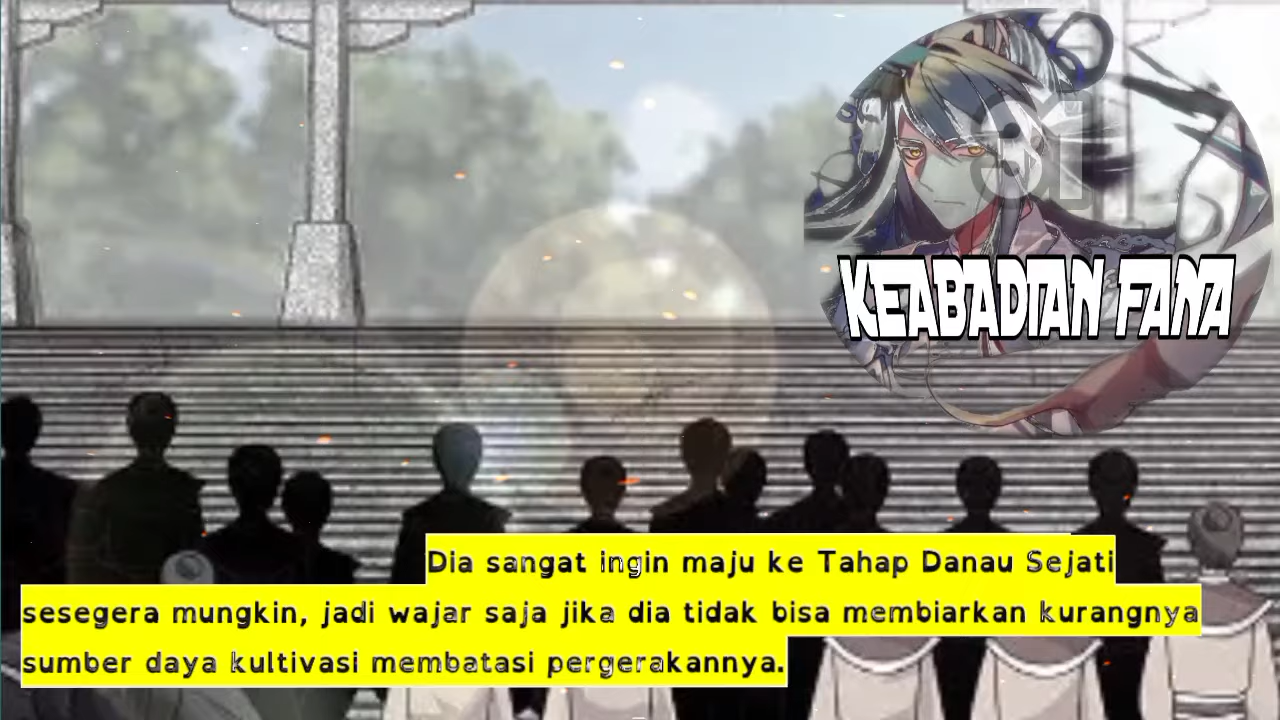 KEABADIAN FANA
Dia sangat ingin maju ke Tahap Danau Sejati
sesegera mungkin, jadi wajar saja jika dia tidak bisa membiarkan kurangnya
sumber daya kultivasi membatasi pergerakannya.